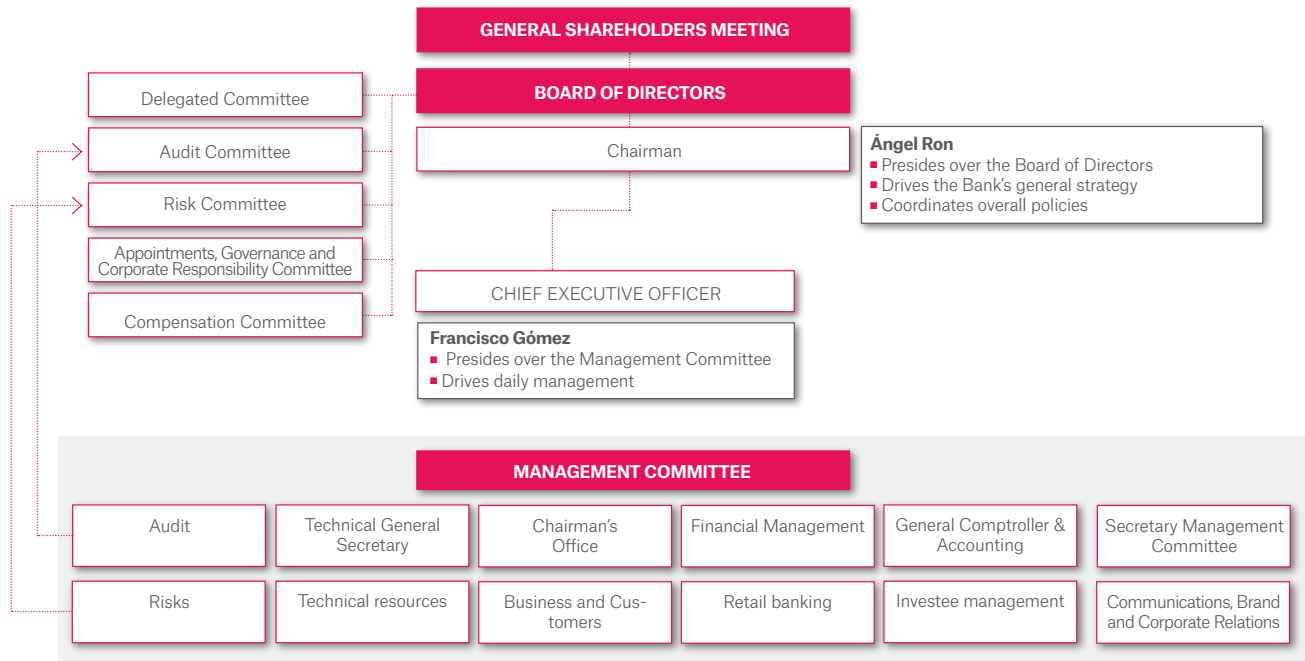 GENERAL SHAREHOLDERS MEETING
BOARD OF DIRECTORS
Delegated Committee
Audit Committee
Risk Committee
Appointments, Governance and
Corporate Responsibility Committee
Compensation Committee
Chairman
Ángel Ron
Presides over the Board of Directors
Drives the Bank's general strategy
Coordinates overall policies
CHIEF EXECUTIVE OFFICER
Francisco Gómez
Presides over the Management Committee
Drives daily management
MANAGEMENT COMMITTEE
Audit
Technical General
Secretary
Chairman's
Office
Financial Management
General Comptroller &
Accounting
Secretary Management
Committee
Risks
Technical resources
Business and Cus-
tomers
Retail banking
Investee management
Communications, Brand
and Corporate Relations